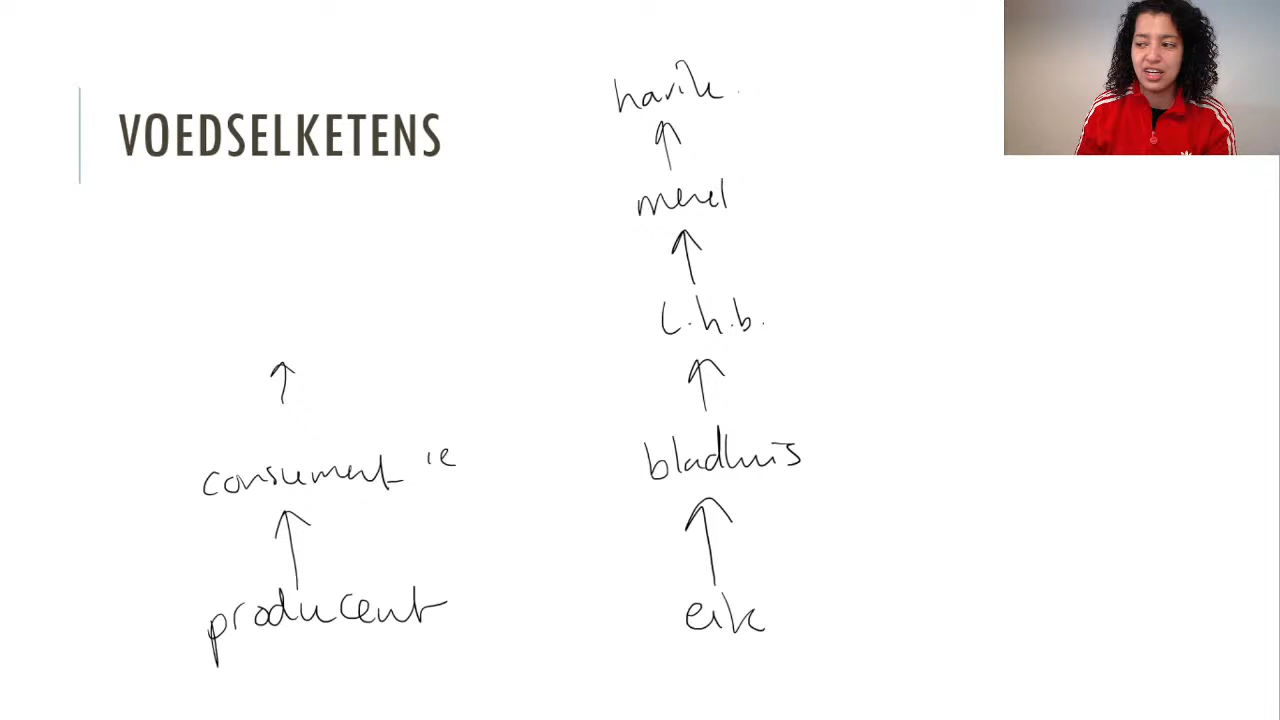 VOEDSELKETENS
havik.
merel
l.h.b.
bladluis
eik
consument 1e
producent